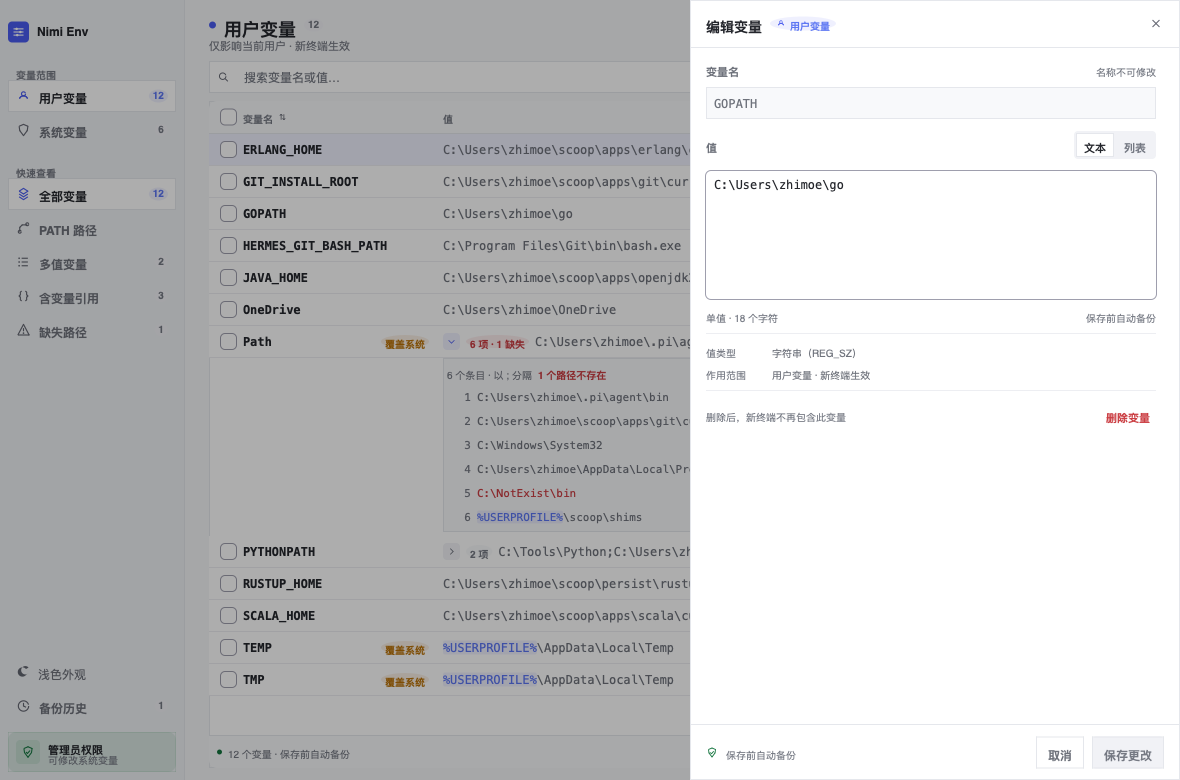 Nimi Env
变量范围
用户变量 12
系统变量 6
快速查看
全部变量 12
PATH 路径
多值变量 2
含变量引用 3
缺失路径 1
浅色外观
备份历史 1
管理员权限
可修改系统变量
用户变量 12
仅影响当前用户 · 新终端生效
搜索变量名或值…
变量名 值
ERLANG_HOME C:\Users\zhimoe\scoop\apps\erlang\
GIT_INSTALL_ROOT C:\Users\zhimoe\scoop\apps\git\cur
GOPATH C:\Users\zhimoe\go
HERMES_GIT_BASH_PATH C:\Program Files\Git\bin\bash.exe
JAVA_HOME C:\Users\zhimoe\scoop\apps\openjdk
OneDrive C:\Users\zhimoe\OneDrive
Path 覆盖系统 6 项 · 1 缺失 C:\Users\zhimoe\.pi\ag
6 个条目 · 以 ; 分隔 1 个路径不存在
1 C:\Users\zhimoe\.pi\agent\bin
2 C:\Users\zhimoe\scoop\apps\git\c
3 C:\Windows\System32
4 C:\Users\zhimoe\AppData\Local\Pr
5 C:\NotExist\bin
6 %USERPROFILE%\scoop\shims
PYTHONPATH 2 项 C:\Tools\Python;C:\Users\zh
RUSTUP_HOME C:\Users\zhimoe\scoop\persist\rust
SCALA_HOME C:\Users\zhimoe\scoop\apps\scala\c
TEMP 覆盖系统 %USERPROFILE%\AppData\Local\Temp
TMP 覆盖系统 %USERPROFILE%\AppData\Local\Temp
12 个变量 · 保存前自动备份
编辑变量 用户变量
变量名 名称不可修改
GOPATH
值 文本 列表
C:\Users\zhimoe\go
单值 · 18 个字符 保存前自动备份
值类型 字符串（REG_SZ）
作用范围 用户变量 · 新终端生效
删除后，新终端不再包含此变量 删除变量
保存前自动备份 取消 保存更改